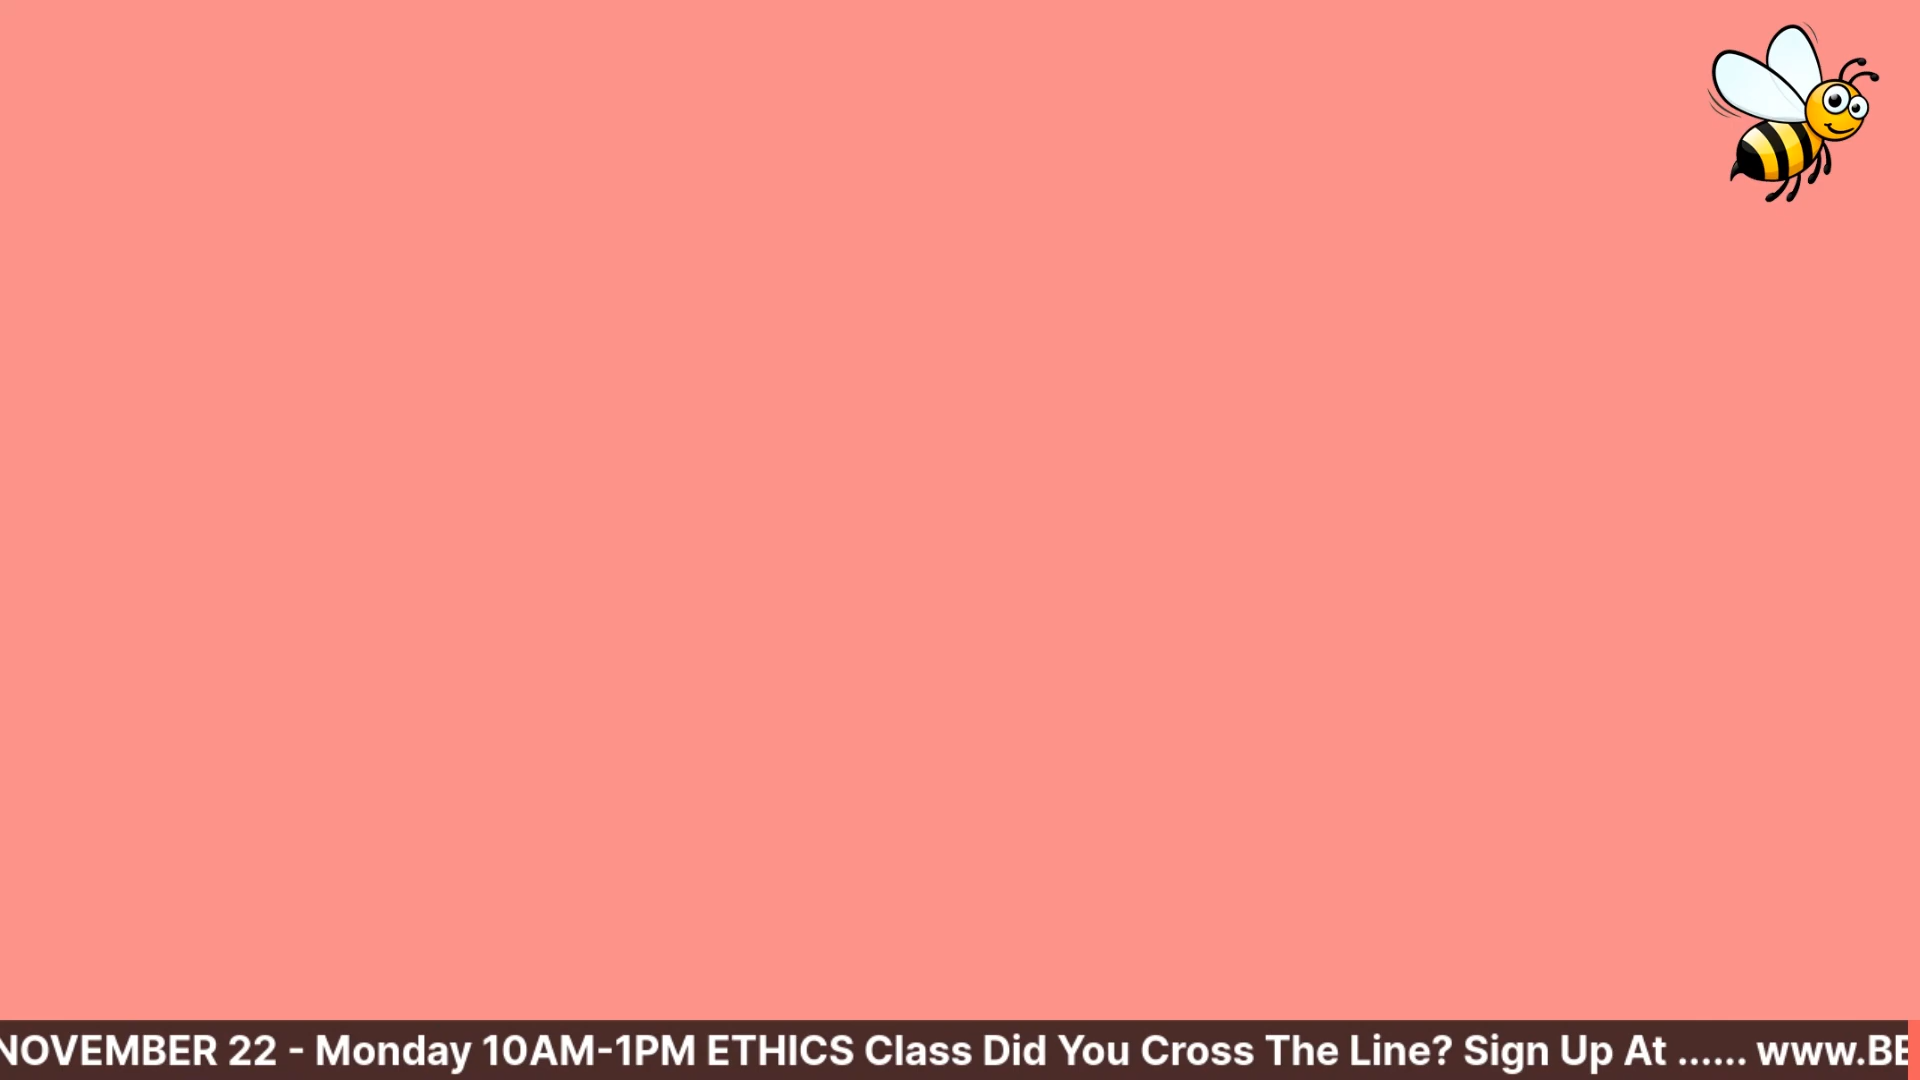 NOVEMBER 22 - Monday 10AM-1PM ETHICS Class Did You Cross The Line? Sign Up At ...... www.BE